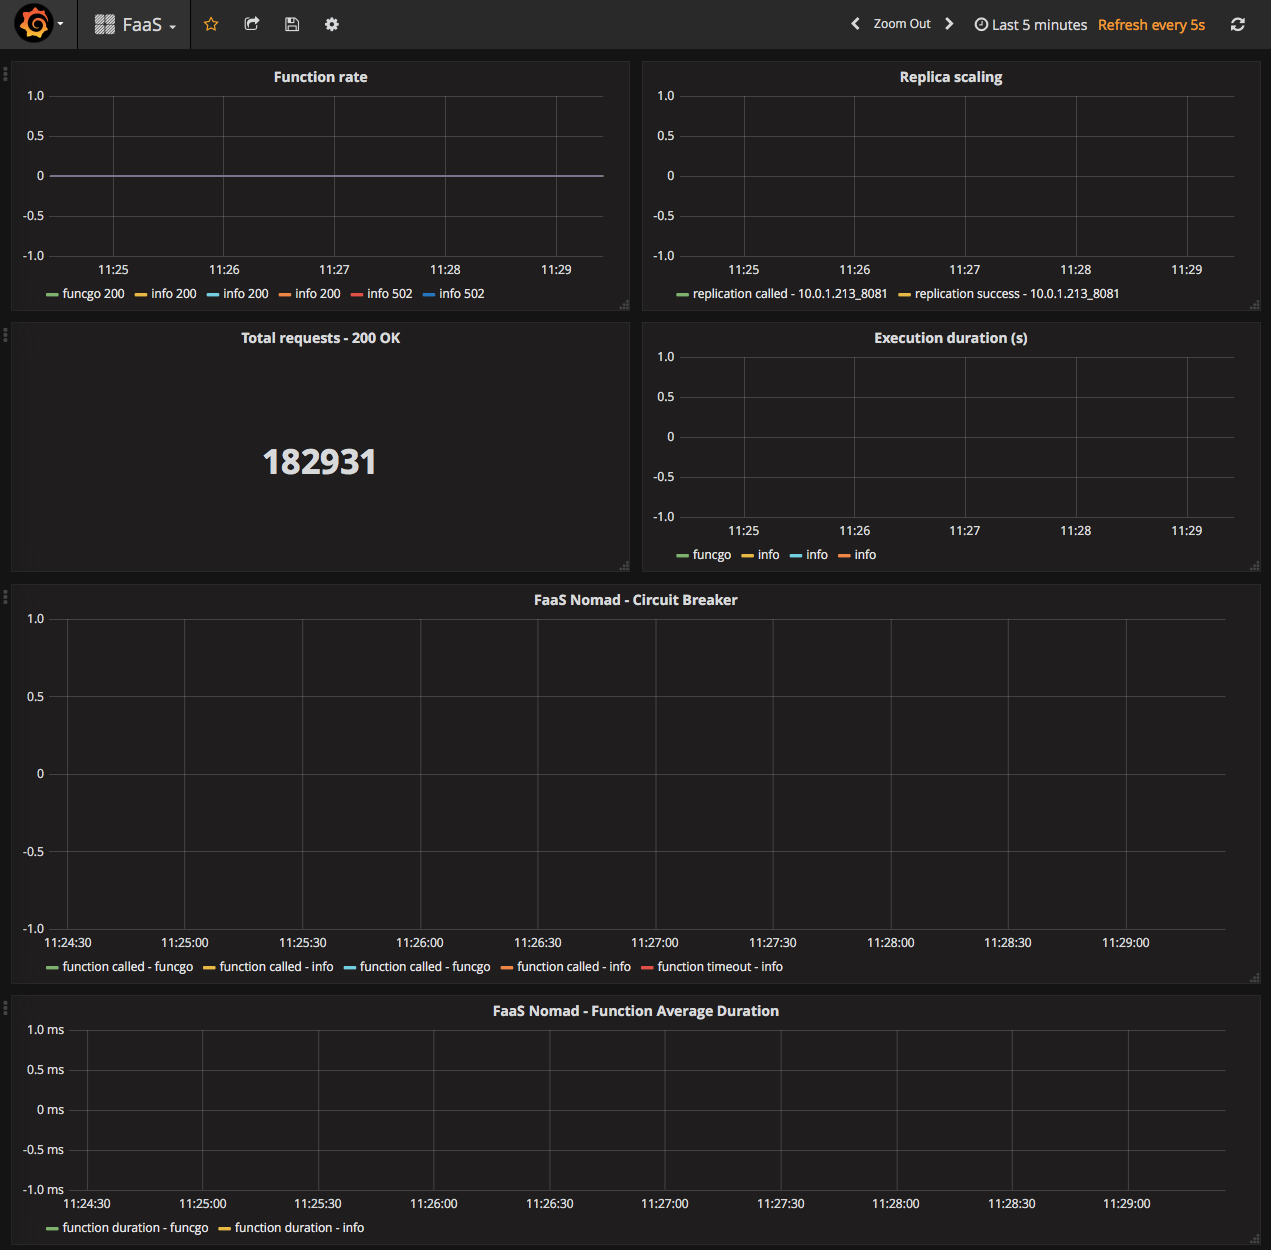 FaaS
Zoom Out
Last 5 minutes
Refresh every 5s
Function rate
1.0
0.5
0
-0.5
-1.0
11:25 11:26 11:27 11:28 11:29
funcgo 200 info 200 info 200 info 200 info 502 info 502
Replica scaling
1.0
0.5
0
-0.5
-1.0
11:25 11:26 11:27 11:28 11:29
replication called - 10.0.1.213_8081 replication success - 10.0.1.213_8081
Total requests - 200 OK
182931
Execution duration (s)
1.0
0.5
0
-0.5
-1.0
11:25 11:26 11:27 11:28 11:29
funcgo info info info
FaaS Nomad - Circuit Breaker
1.0
0.5
0
-0.5
-1.0
11:24:30 11:25:00 11:25:30 11:26:00 11:26:30 11:27:00 11:27:30 11:28:00 11:28:30 11:29:00
function called - funcgo function called - info function called - funcgo function called - info function timeout - info
FaaS Nomad - Function Average Duration
1.0 ms
0.5 ms
0 ms
-0.5 ms
-1.0 ms
11:24:30 11:25:00 11:25:30 11:26:00 11:26:30 11:27:00 11:27:30 11:28:00 11:28:30 11:29:00
function duration - funcgo function duration - info